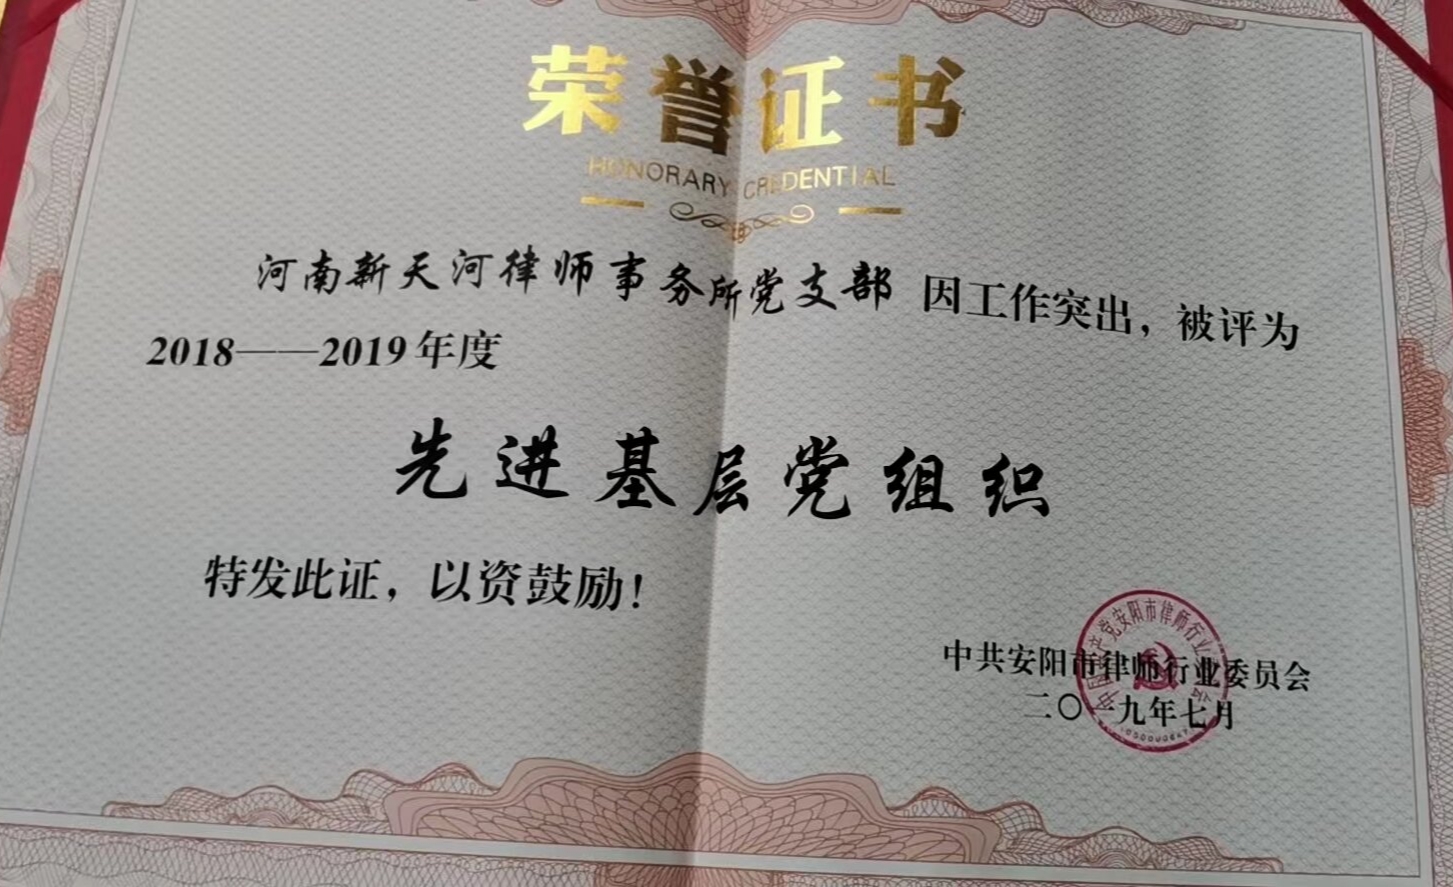 荣誉证书
HONORARY CREDENTIAL
河南新天河律师事务所党支部 因工作突出，被评为
2018——2019年度
先进基层党组织
特发此证，以资鼓励！
中共安阳市律师行业委员会
二〇一九年七月